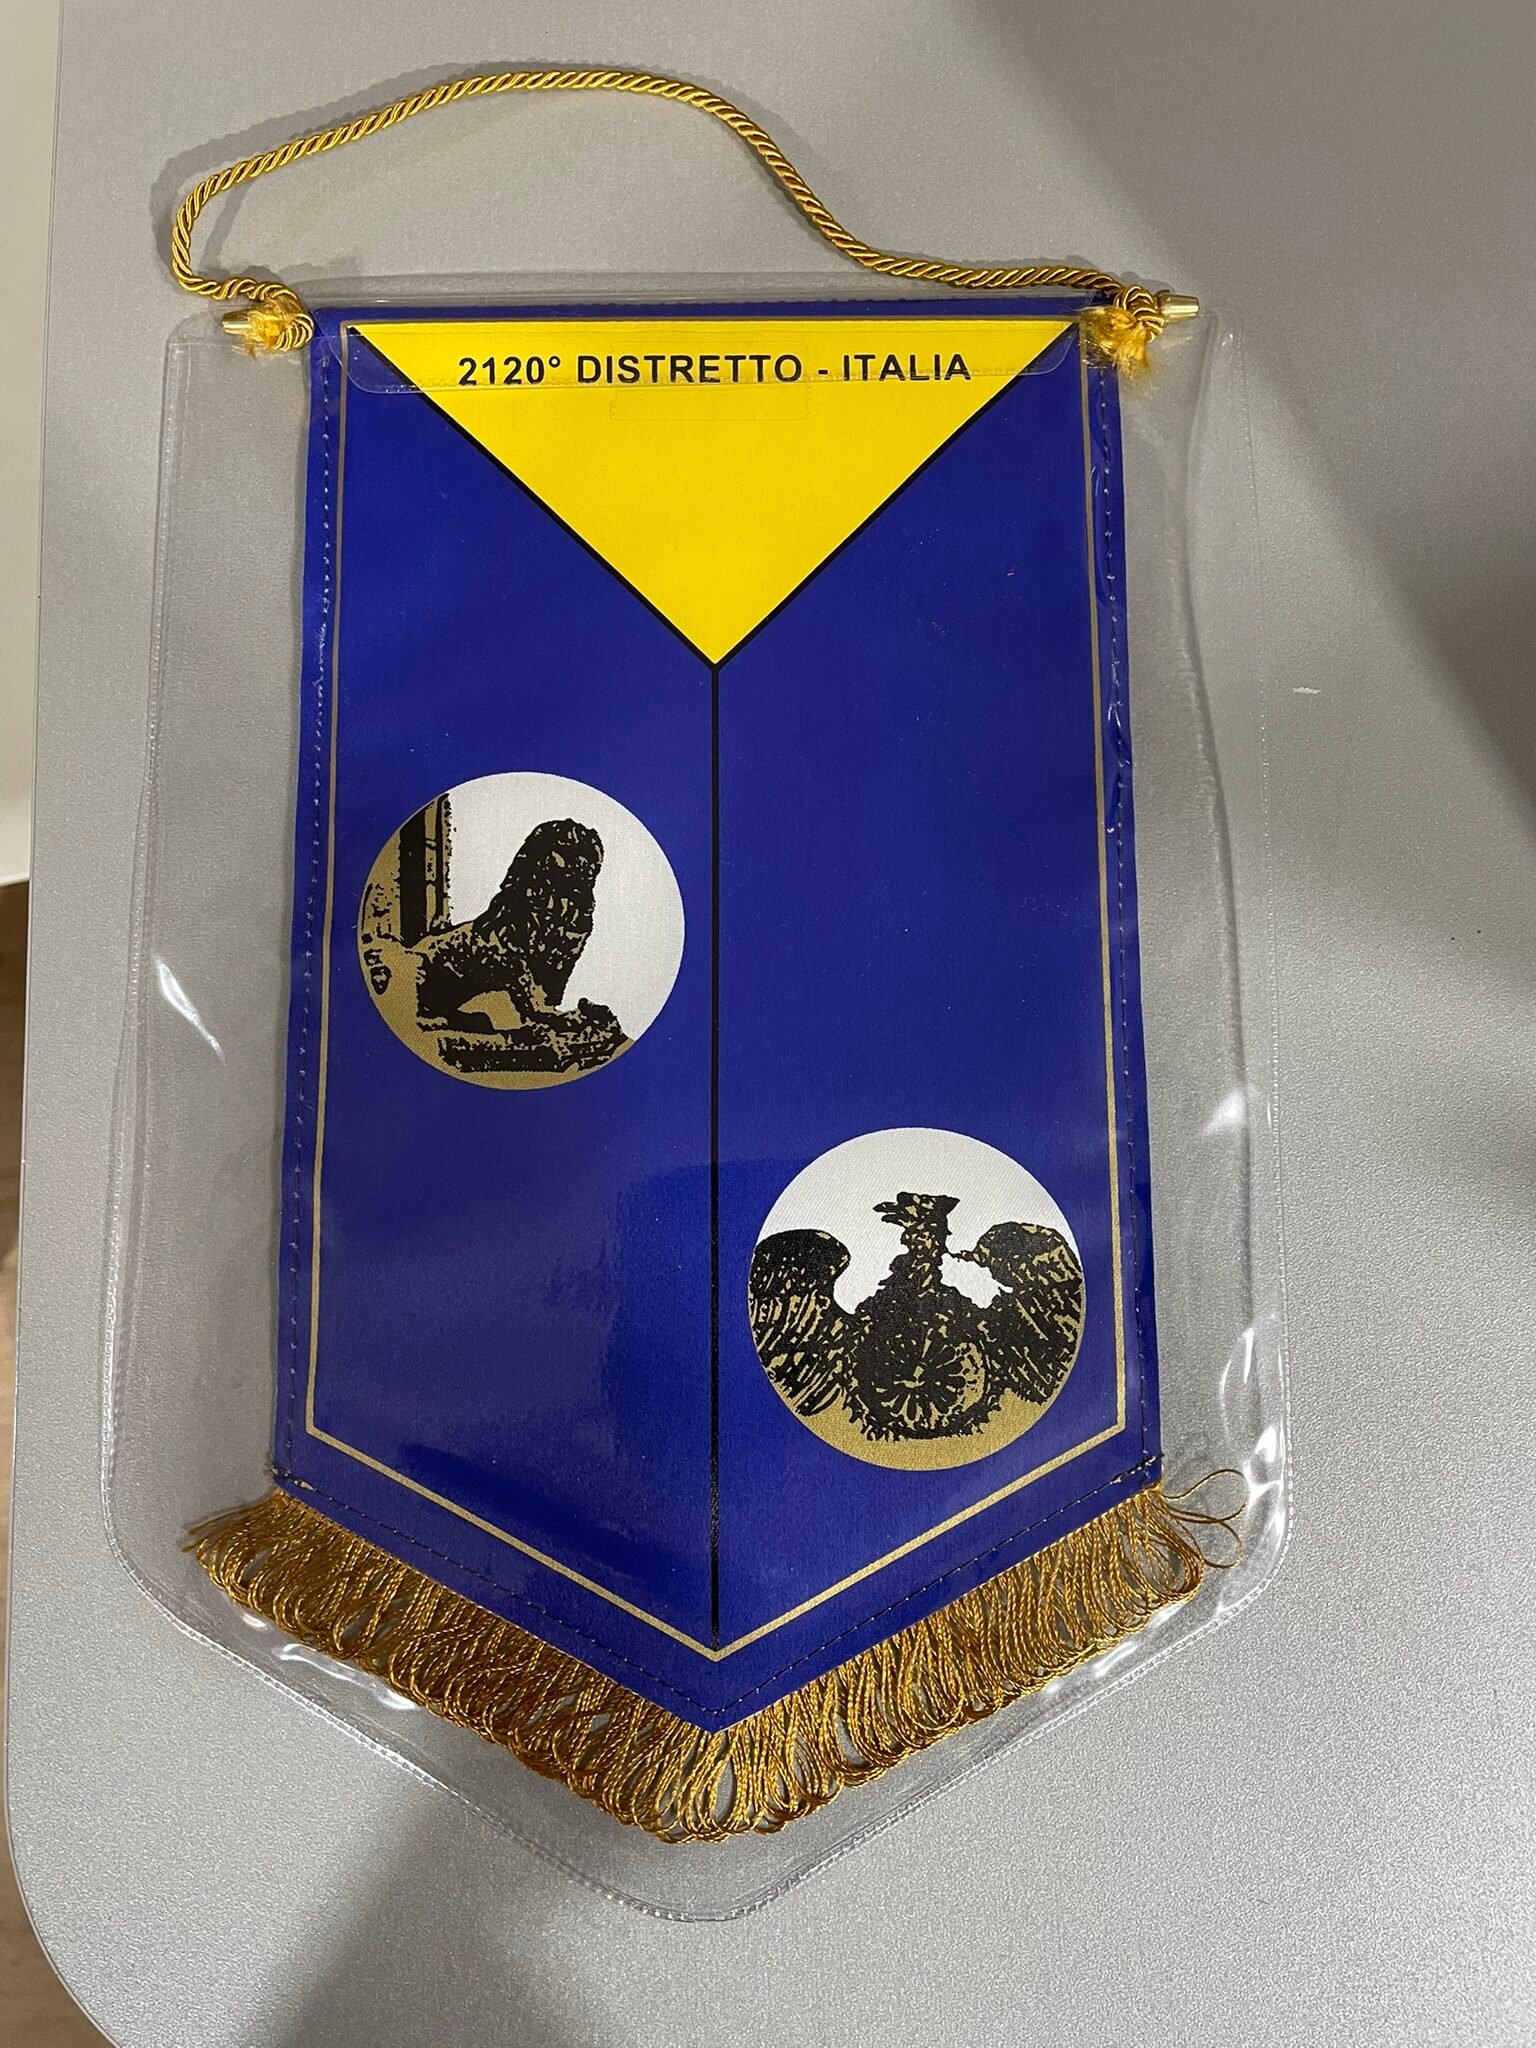 2120° DISTRETTO - ITALIA